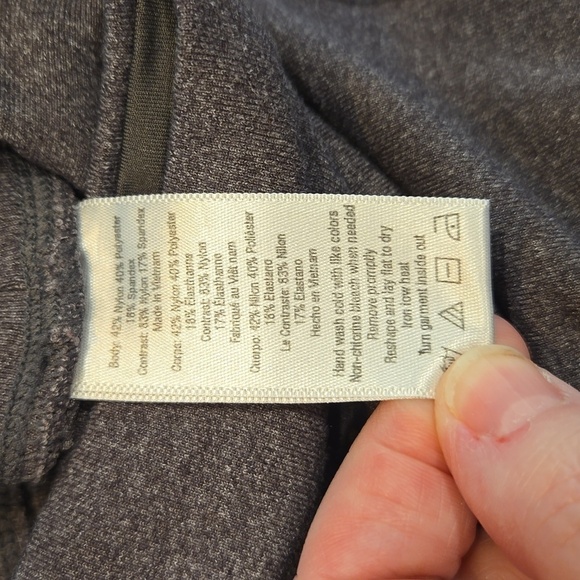 Body: 42% Nylon 40% Polyester
18% Spandex
Contrast: 83% Nylon 17% Spandex
Made in Vietnam
Corps: 42% Nylon 40% Polyester
18% Elasthanne
Contrast: 83% Nylon
17% Elasthanne
Fabriqué au Viêt nam
Cuerpo: 42% Nilon 40% Poliéster
18% Elastano
Le Contraste: 83% Nilon
17% Elastano
Hecho en Vietnam
Hand wash cold with like colors
Non-chlorine bleach when needed
Remove promptly
Reshape and lay flat to dry
Iron low heat
Turn garment inside out